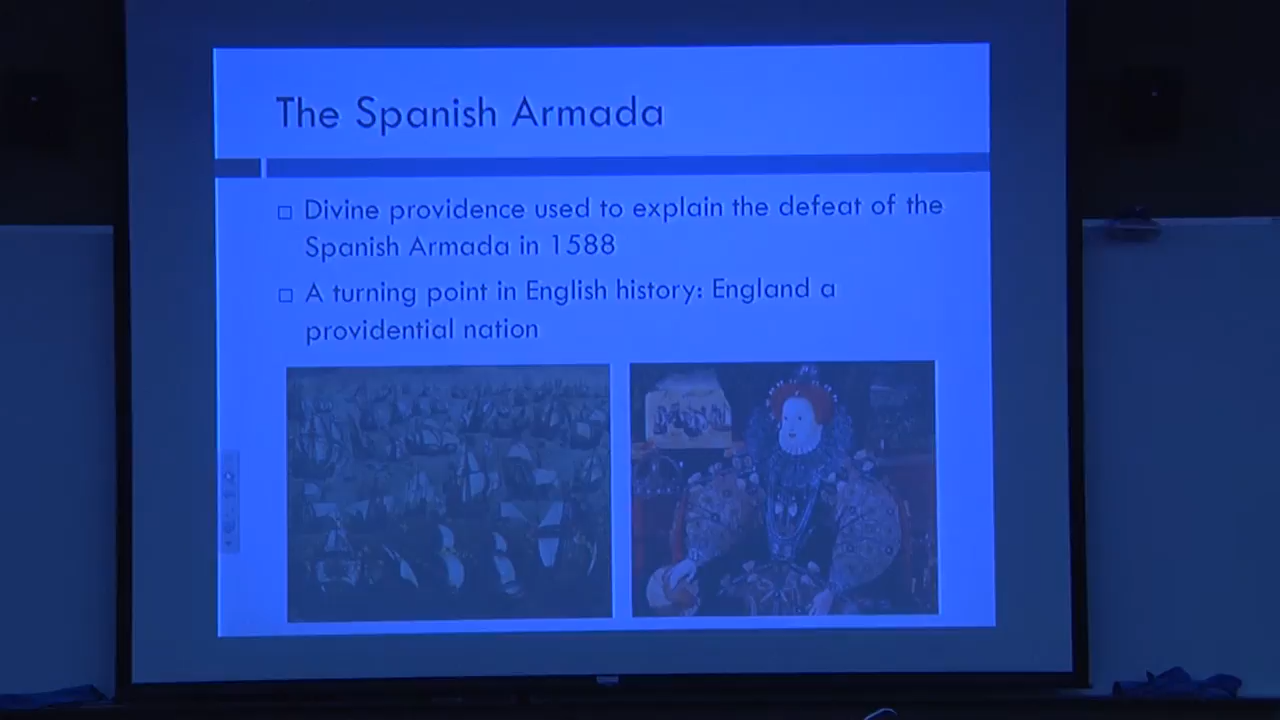 The Spanish Armada
Divine providence used to explain the defeat of the
Spanish Armada in 1588
A turning point in English history: England a
providential nation